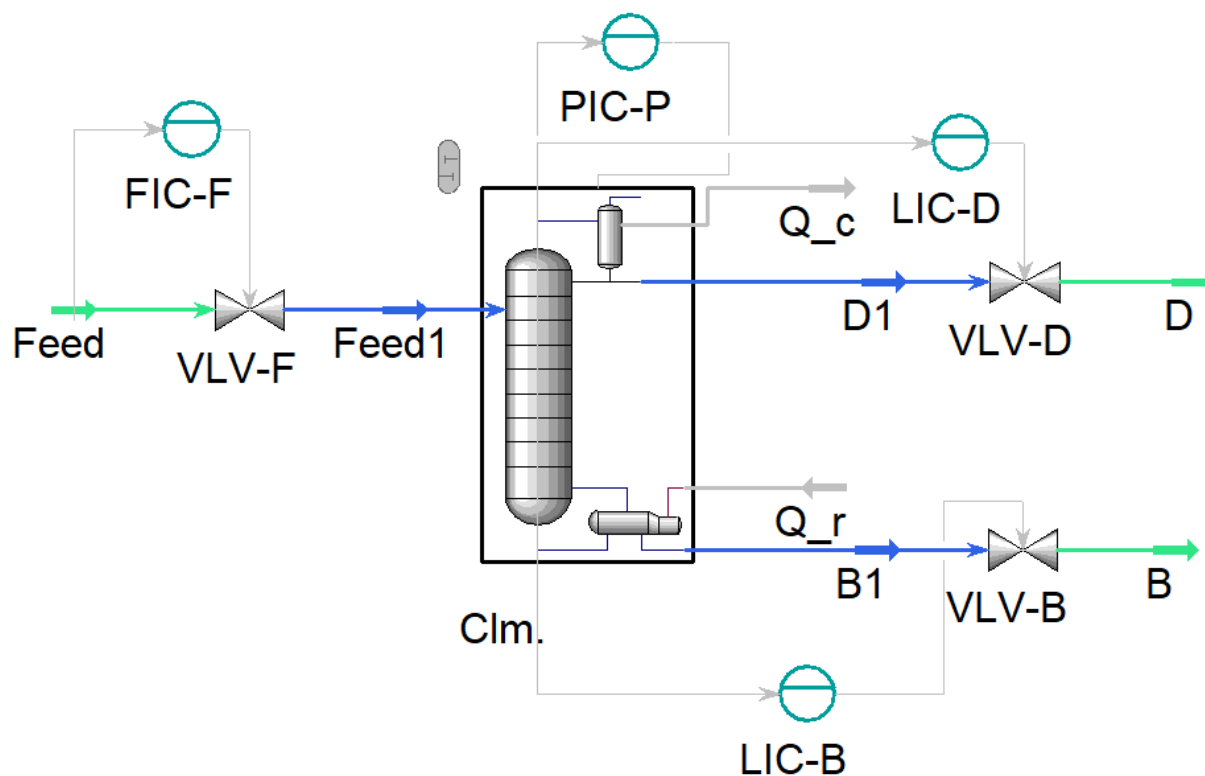 PIC-P
FIC-F
LIC-D
Q_c
Feed
VLV-F
Feed1
D1
VLV-D
D
Q_r
B1
VLV-B
B
Clm.
LIC-B